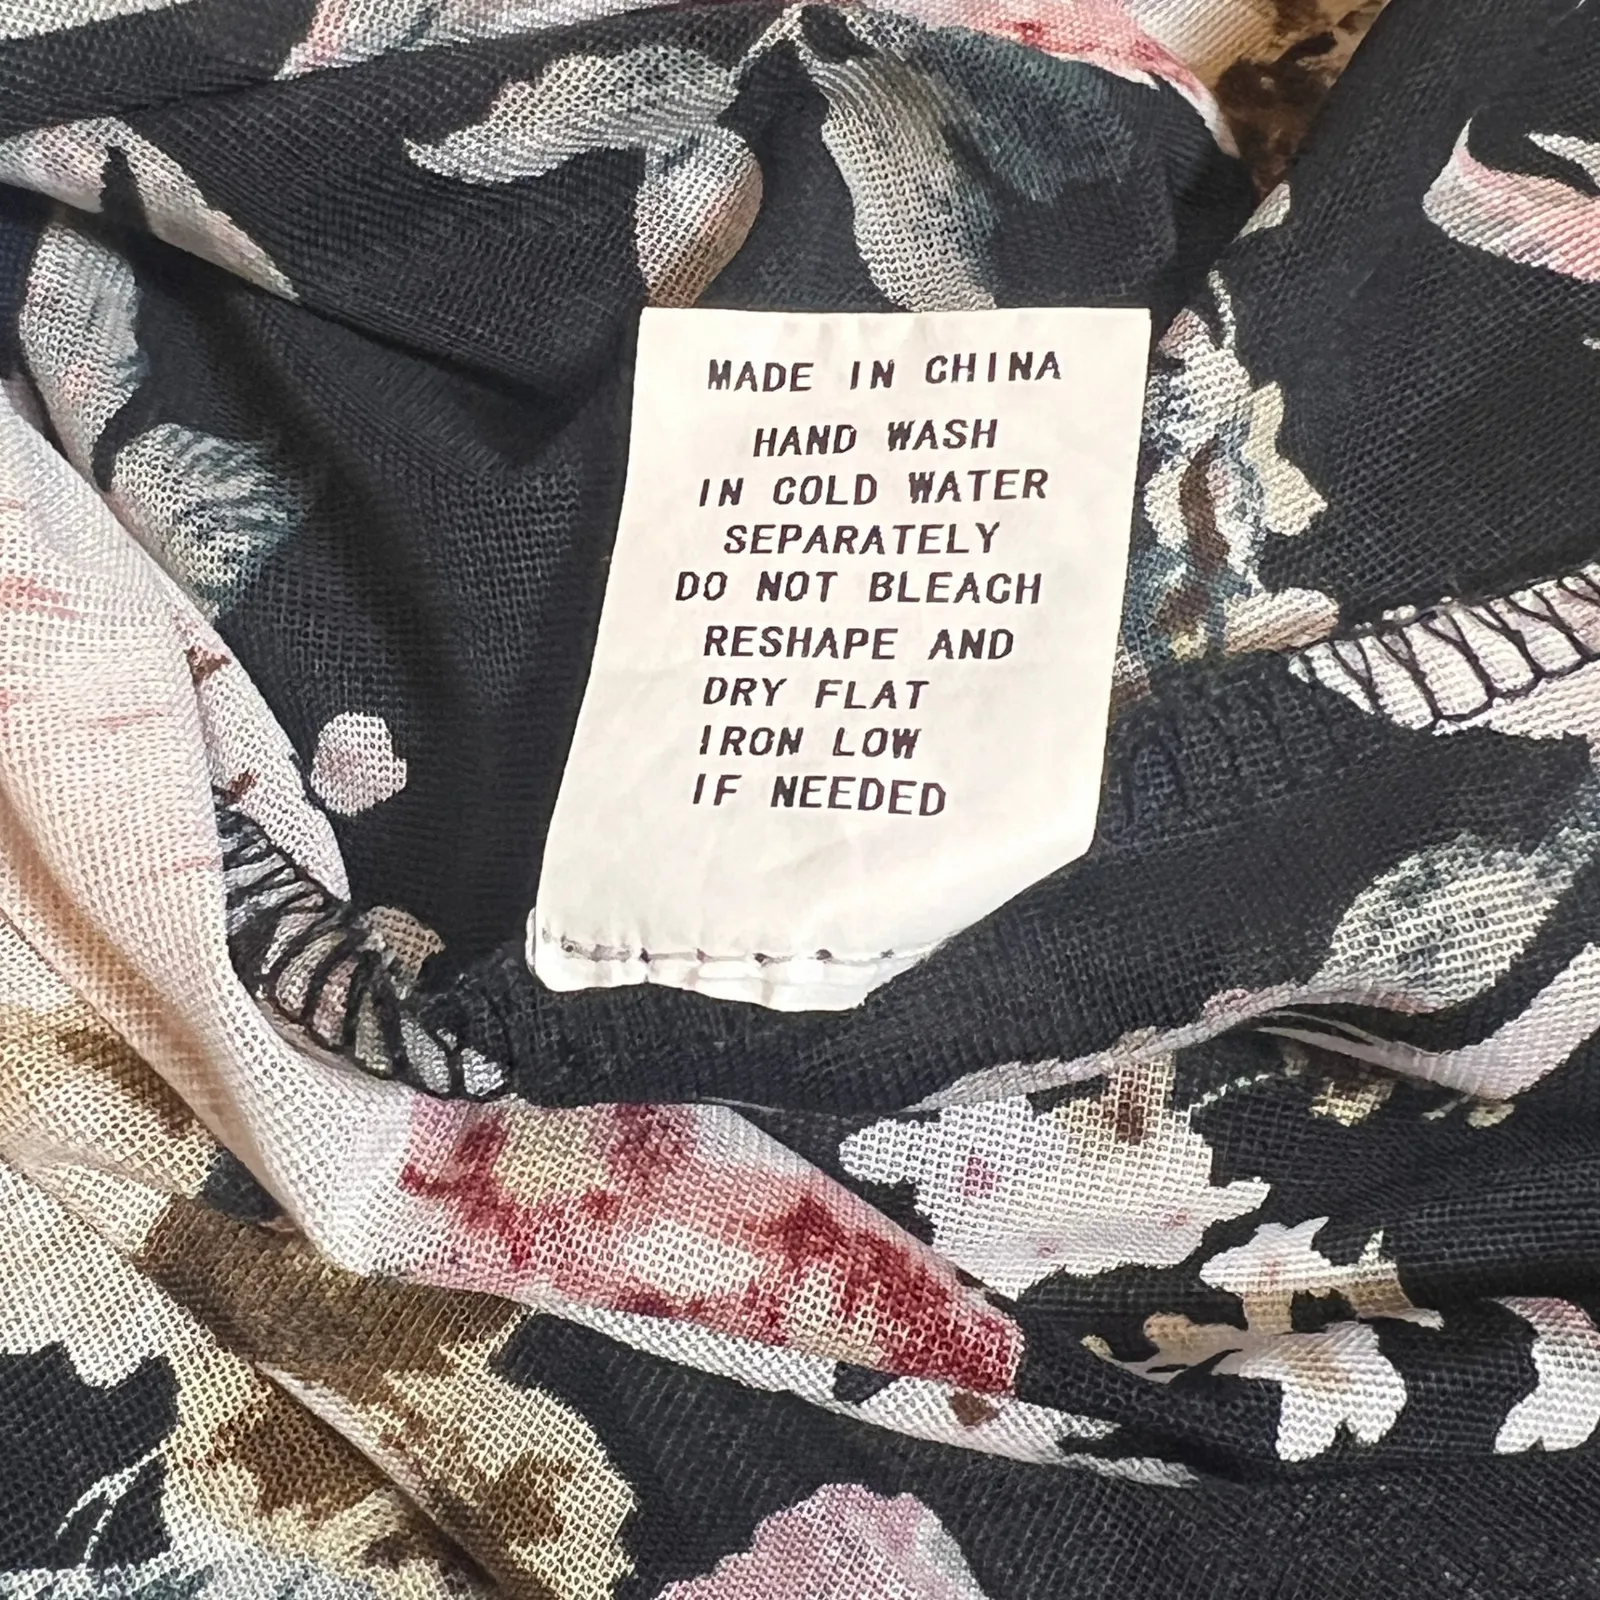 MADE IN CHINA
HAND WASH
IN COLD WATER
SEPARATELY
DO NOT BLEACH
RESHAPE AND
DRY FLAT
IRON LOW
IF NEEDED